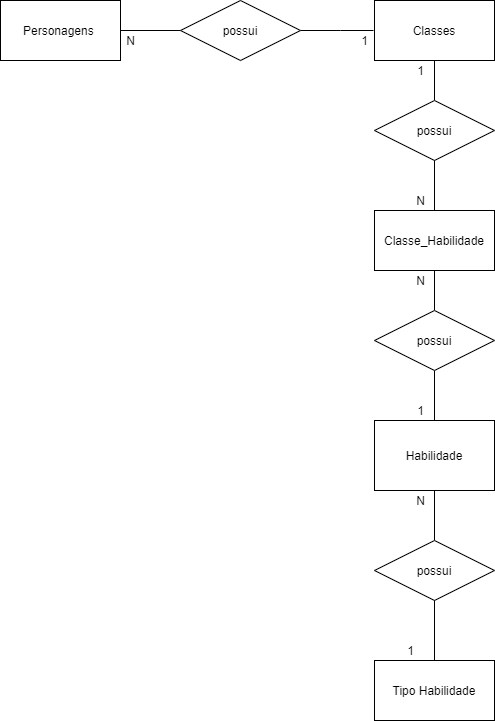 Personagens
N
possui
1
Classes
1
possui
N
Classe_Habilidade
N
possui
1
Habilidade
N
possui
1
Tipo Habilidade